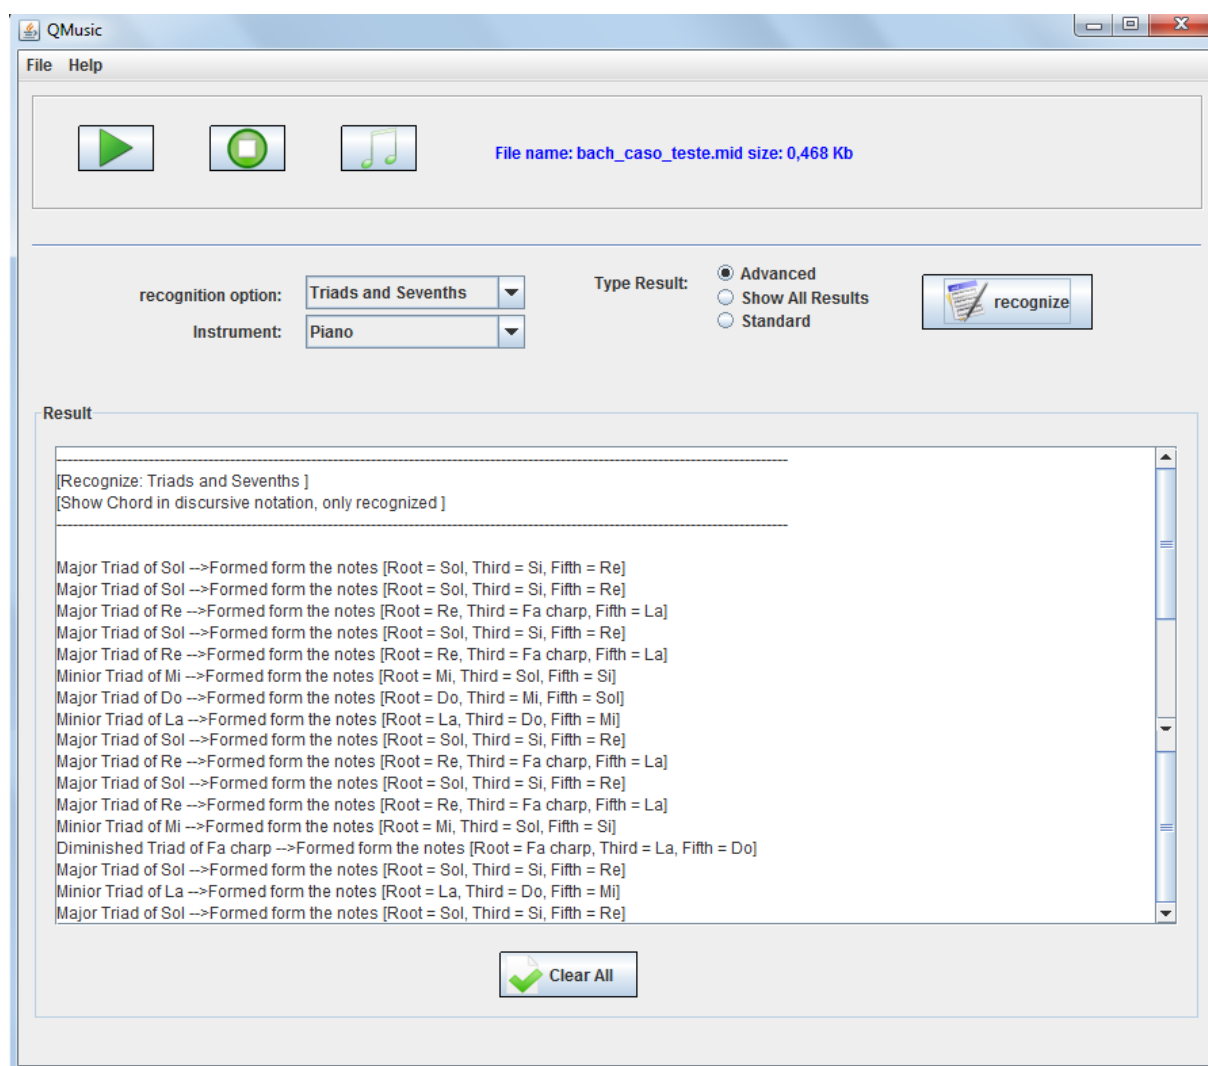 QMusic
File Help
File name: bach_caso_teste.mid size: 0,468 Kb
recognition option: Triads and Sevenths
Instrument: Piano
Type Result:
Advanced
Show All Results
Standard
recognize
Result
[Recognize: Triads and Sevenths ]
[Show Chord in discursive notation, only recognized ]
Major Triad of Sol -->Formed form the notes [Root = Sol, Third = Si, Fifth = Re]
Major Triad of Sol -->Formed form the notes [Root = Sol, Third = Si, Fifth = Re]
Major Triad of Re -->Formed form the notes [Root = Re, Third = Fa charp, Fifth = La]
Major Triad of Sol -->Formed form the notes [Root = Sol, Third = Si, Fifth = Re]
Major Triad of Re -->Formed form the notes [Root = Re, Third = Fa charp, Fifth = La]
Minior Triad of Mi -->Formed form the notes [Root = Mi, Third = Sol, Fifth = Si]
Major Triad of Do -->Formed form the notes [Root = Do, Third = Mi, Fifth = Sol]
Minior Triad of La -->Formed form the notes [Root = La, Third = Do, Fifth = Mi]
Major Triad of Sol -->Formed form the notes [Root = Sol, Third = Si, Fifth = Re]
Major Triad of Re -->Formed form the notes [Root = Re, Third = Fa charp, Fifth = La]
Major Triad of Sol -->Formed form the notes [Root = Sol, Third = Si, Fifth = Re]
Major Triad of Re -->Formed form the notes [Root = Re, Third = Fa charp, Fifth = La]
Minior Triad of Mi -->Formed form the notes [Root = Mi, Third = Sol, Fifth = Si]
Diminished Triad of Fa charp -->Formed form the notes [Root = Fa charp, Third = La, Fifth = Do]
Major Triad of Sol -->Formed form the notes [Root = Sol, Third = Si, Fifth = Re]
Minior Triad of La -->Formed form the notes [Root = La, Third = Do, Fifth = Mi]
Major Triad of Sol -->Formed form the notes [Root = Sol, Third = Si, Fifth = Re]
Clear All